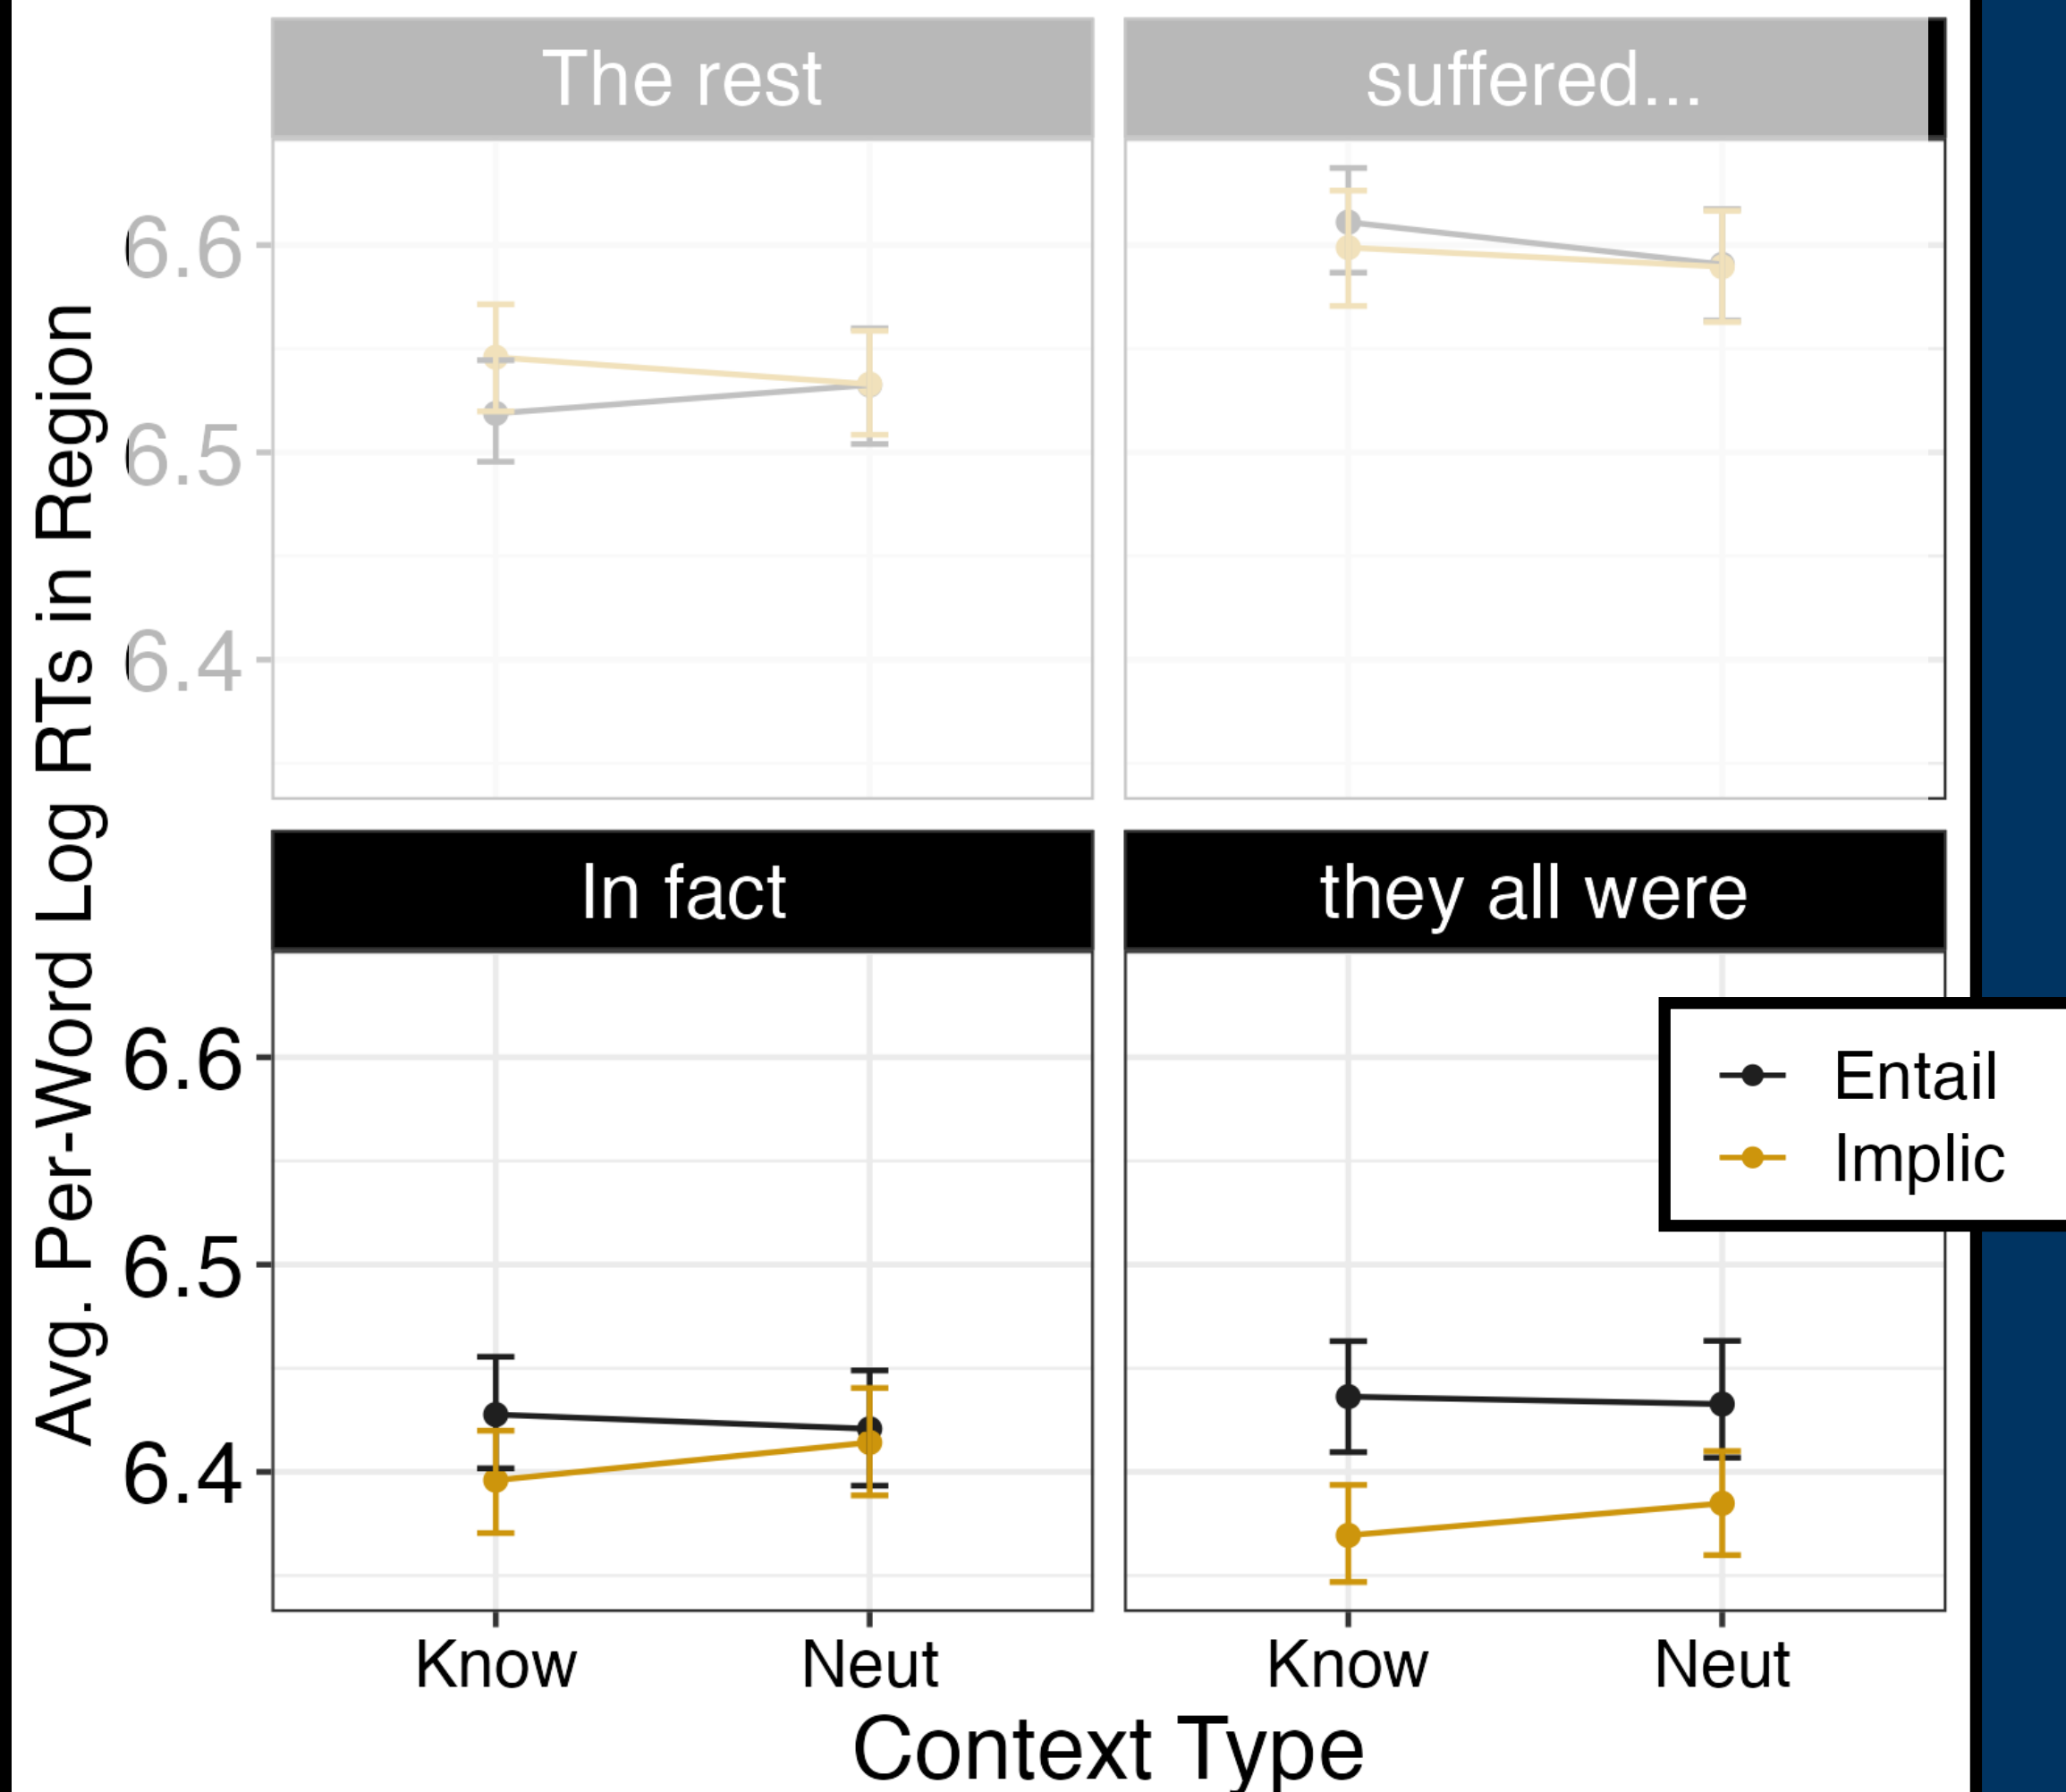 The rest
suffered...
6.6
6.5
6.4
In fact
they all were
6.6
6.5
6.4
Entail
Implic
Know
Neut
Know
Neut
Context Type
Avg. Per-Word Log RTs in Region